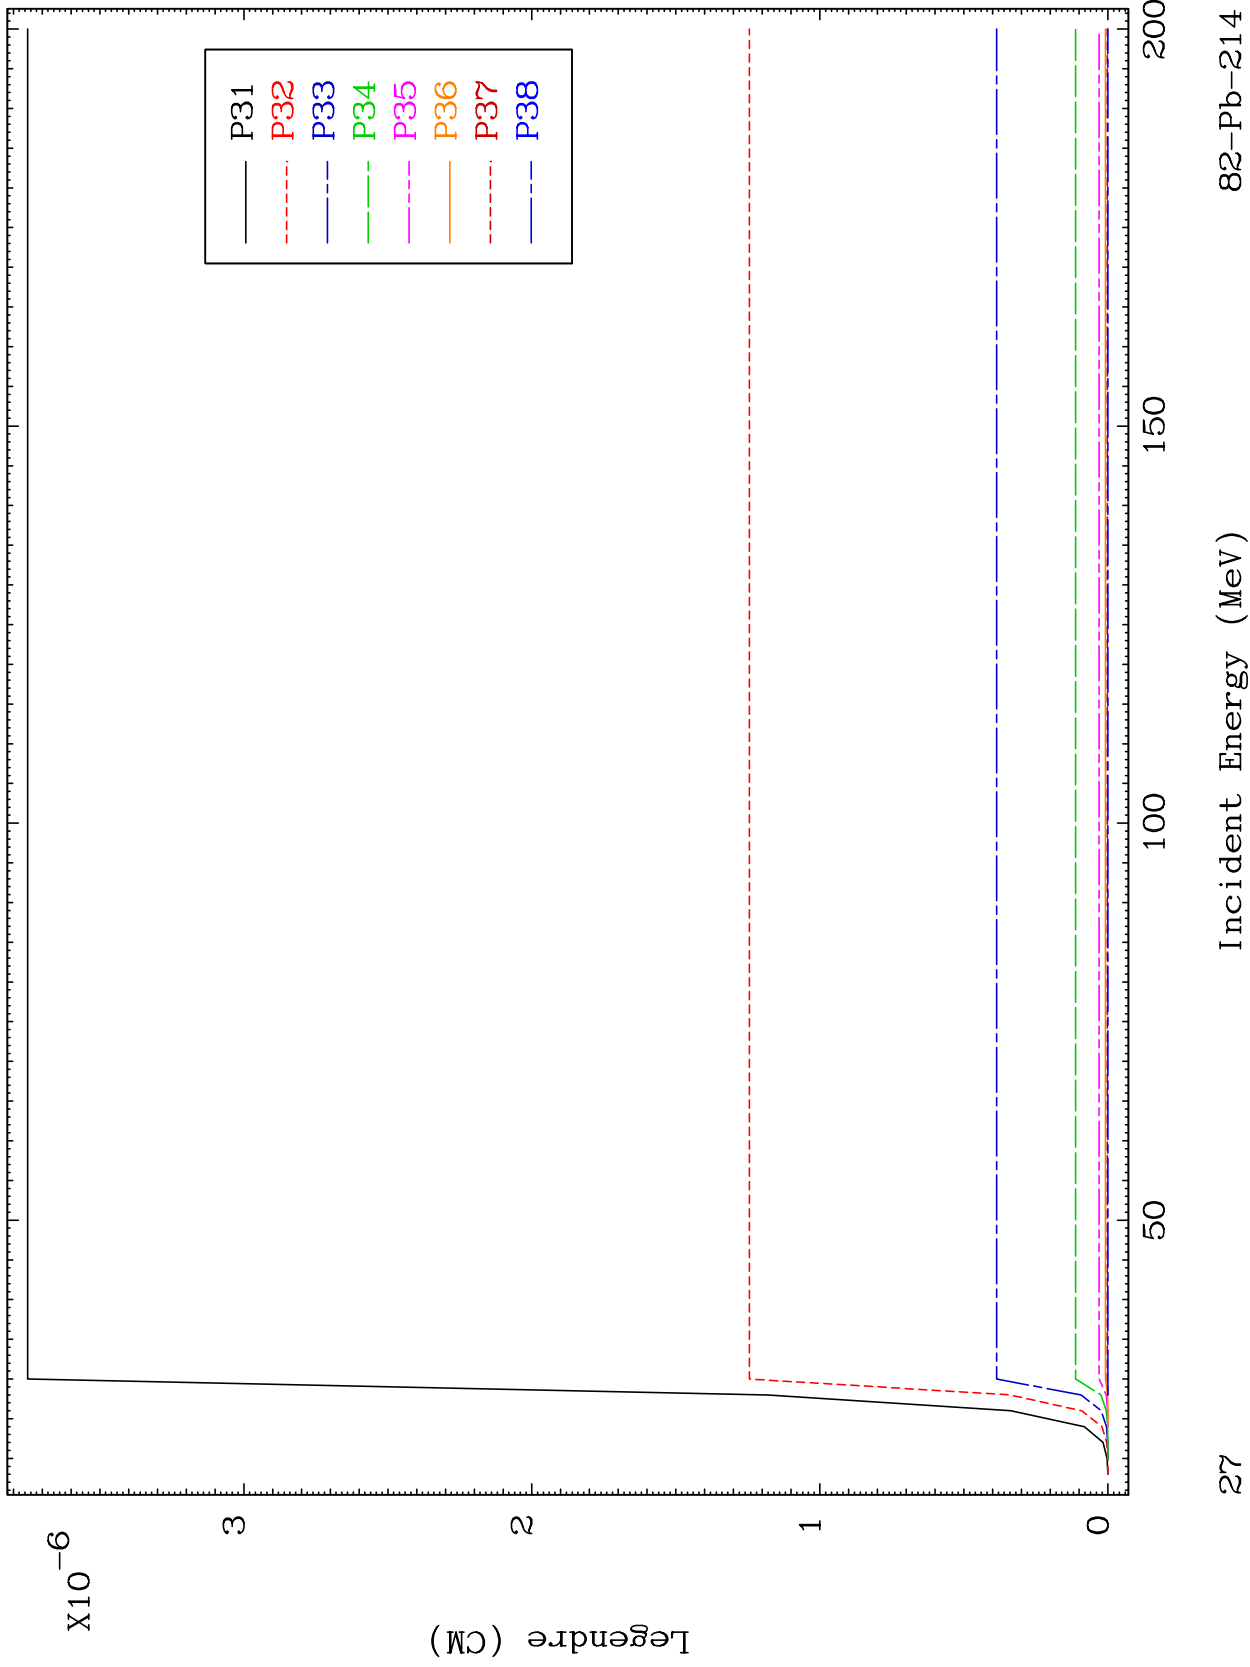 X10-6
3
2
1
0
Legendre (CM)
P31
P32
P33
P34
P35
P36
P37
P38
50
100
150
200
Incident Energy (MeV)
27
82-Pb-214